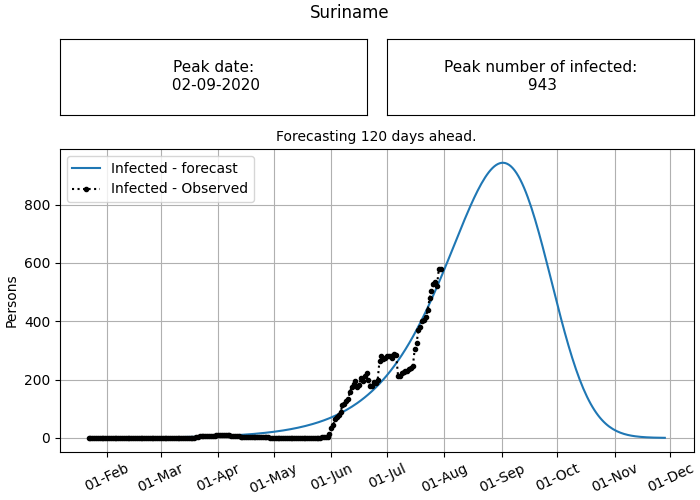 Suriname
Peak date:
02-09-2020
Peak number of infected:
943
Forecasting 120 days ahead.
Infected - forecast
Infected - Observed
Persons
800
600
400
200
0
01-Feb
01-Mar
01-Apr
01-May
01-Jun
01-Jul
01-Aug
01-Sep
01-Oct
01-Nov
01-Dec